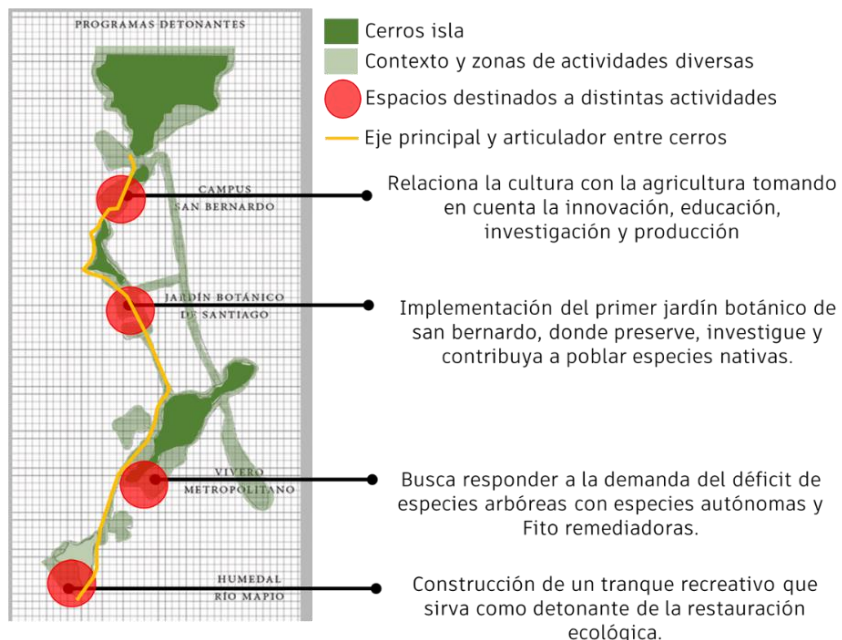 PROGRAMAS DETONANTES
Cerros isla
Contexto y zonas de actividades diversas
Espacios destinados a distintas actividades
Eje principal y articulador entre cerros
CAMPUS
SAN BERNARDO
Relaciona la cultura con la agricultura tomando
en cuenta la innovación, educación,
investigación y producción
JARDÍN BOTÁNICO
DE SANTIAGO
Implementación del primer jardín botánico de
san bernardo, donde preserve, investigue y
contribuya a poblar especies nativas.
VIVERO
METROPOLITANO
Busca responder a la demanda del déficit de
especies arbóreas con especies autónomas y
Fito remediadoras.
HUMEDAL
RÍO MAPIO
Construcción de un tranque recreativo que
sirva como detonante de la restauración
ecológica.